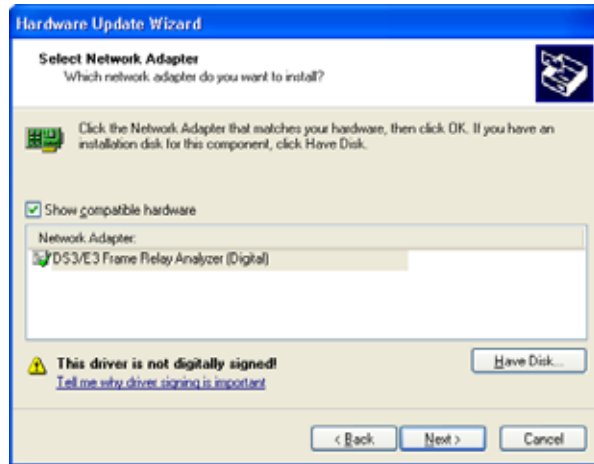 Hardware Update Wizard
Select Network Adapter
Which network adapter do you want to install?
Click the Network Adapter that matches your hardware, then click OK. If you have an
installation disk for this component, click Have Disk.
Show compatible hardware
Network Adapter:
DS3/E3 Frame Relay Analyzer (Digital)
This driver is not digitally signed!
Have Disk...
Tell me why driver signing is important
< Back
Next >
Cancel